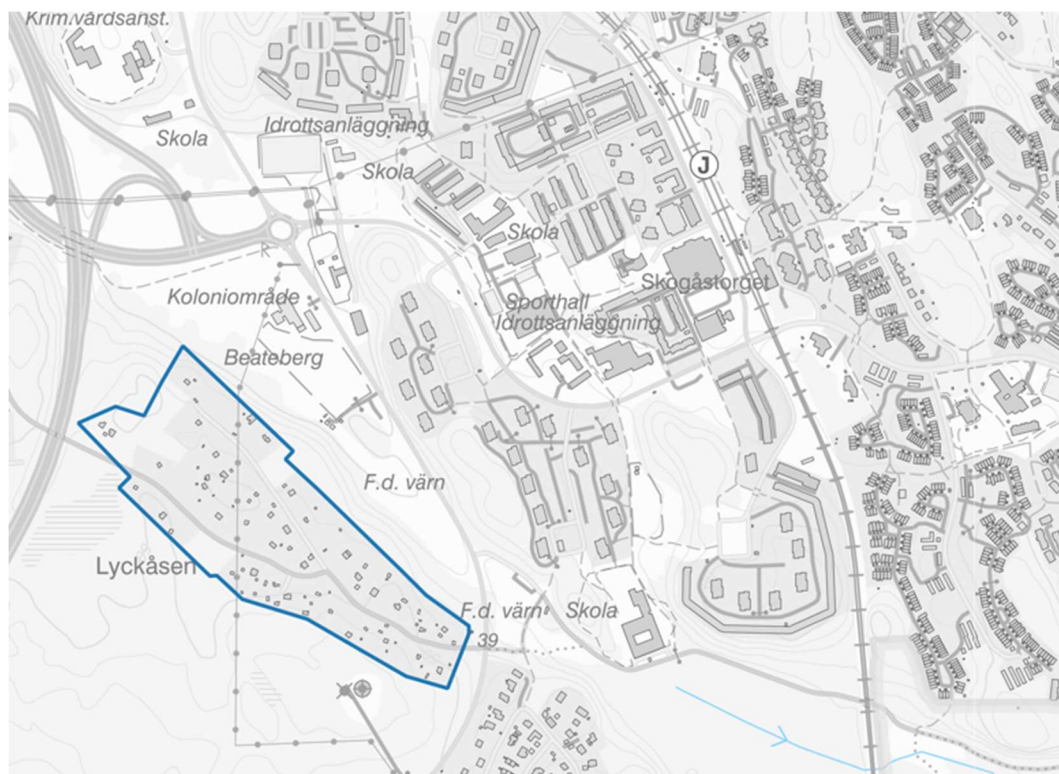 Krim.vårdsanst.
Skola
Idrottsanläggning
Skola
J
Skola
Koloniområde
Skogåstorget
Sporthall
Idrottsanläggning
Beateberg
F.d. värn
Lyckåsen
F.d. värn
Skola
39